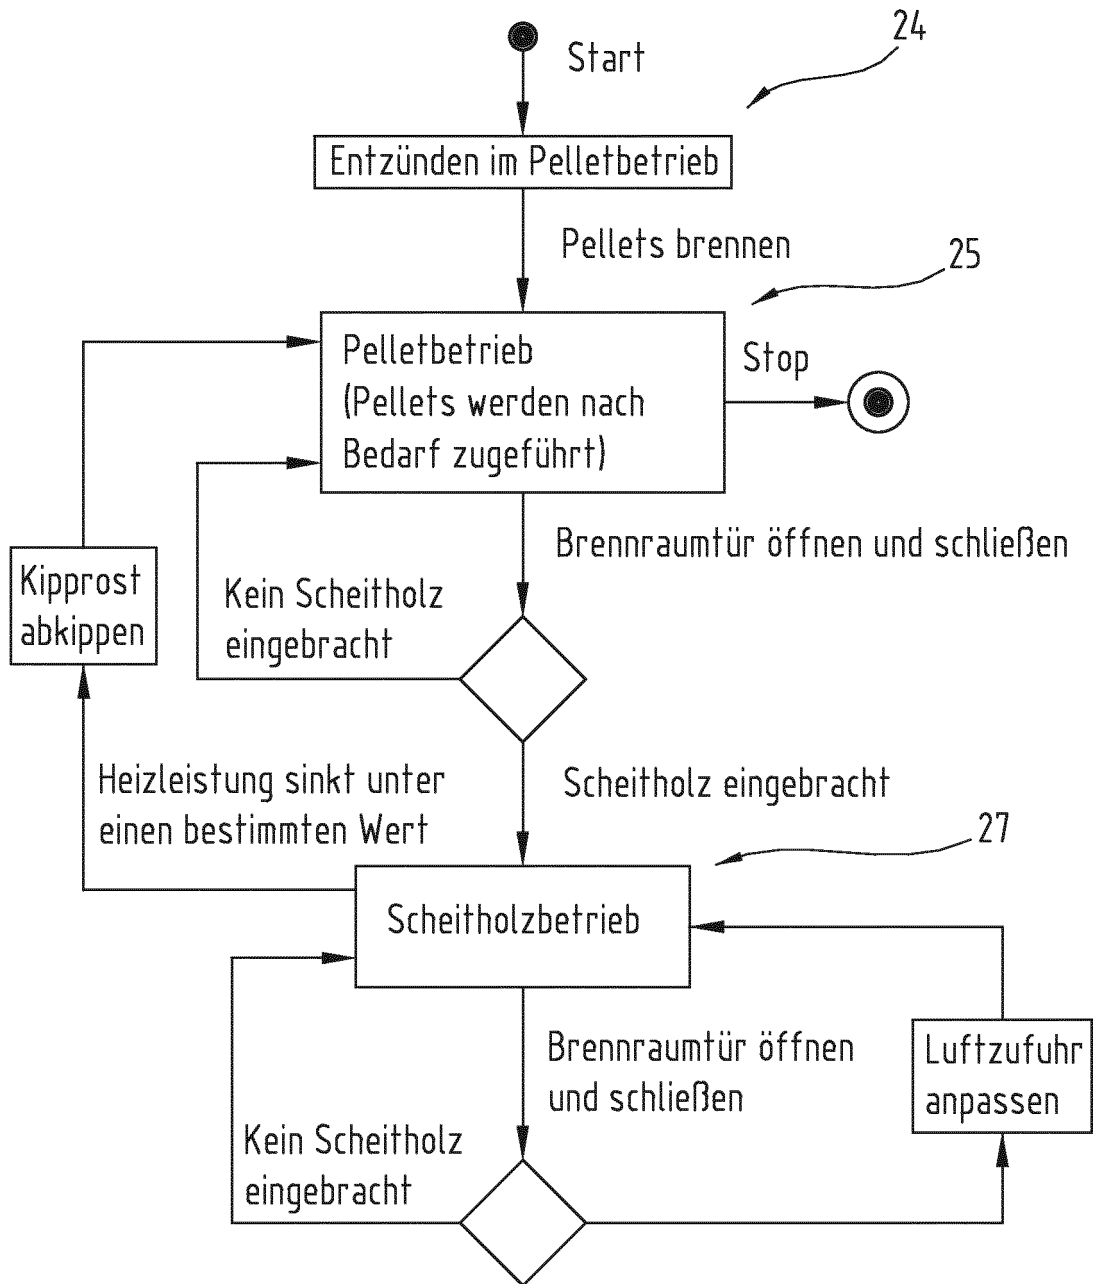 24
Start
Entzünden im Pelletbetrieb
Pellets brennen
25
Pelletbetrieb
(Pellets werden nach
Bedarf zugeführt)
Stop
Brennraumtür öffnen und schließen
Kipprost
abkippen
Kein Scheitholz
eingebracht
Heizleistung sinkt unter
einen bestimmten Wert
Scheitholz eingebracht
27
Scheitholzbetrieb
Brennraumtür öffnen
und schließen
Luftzufuhr
anpassen
Kein Scheitholz
eingebracht